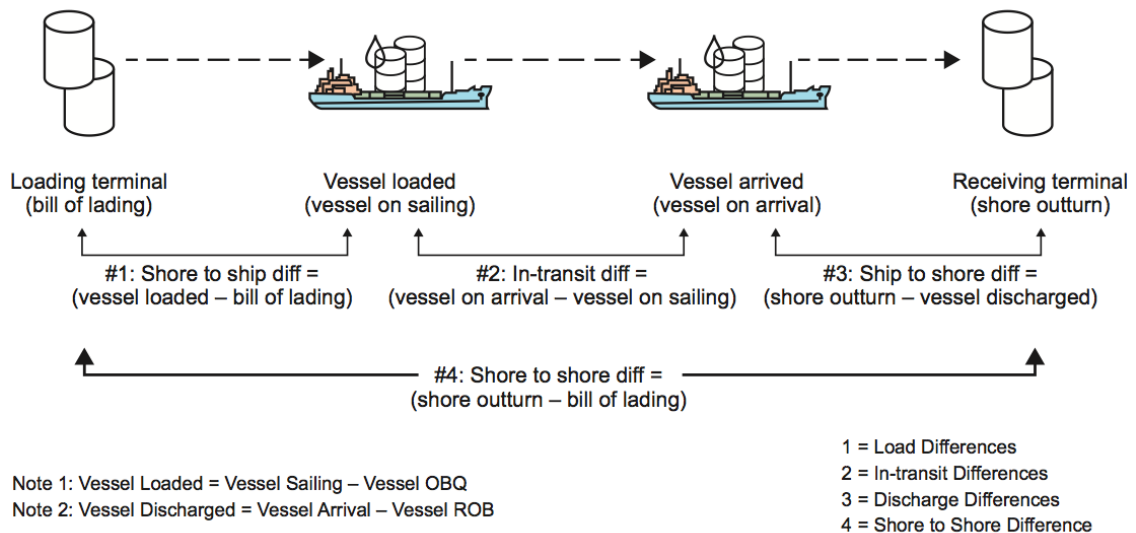 Loading terminal
(bill of lading)
Vessel loaded
(vessel on sailing)
Vessel arrived
(vessel on arrival)
Receiving terminal
(shore outturn)
#1: Shore to ship diff =
(vessel loaded – bill of lading)
#2: In-transit diff =
(vessel on arrival – vessel on sailing)
#3: Ship to shore diff =
(shore outturn – vessel discharged)
#4: Shore to shore diff =
(shore outturn – bill of lading)
Note 1: Vessel Loaded = Vessel Sailing – Vessel OBQ
Note 2: Vessel Discharged = Vessel Arrival – Vessel ROB
1 = Load Differences
2 = In-transit Differences
3 = Discharge Differences
4 = Shore to Shore Difference